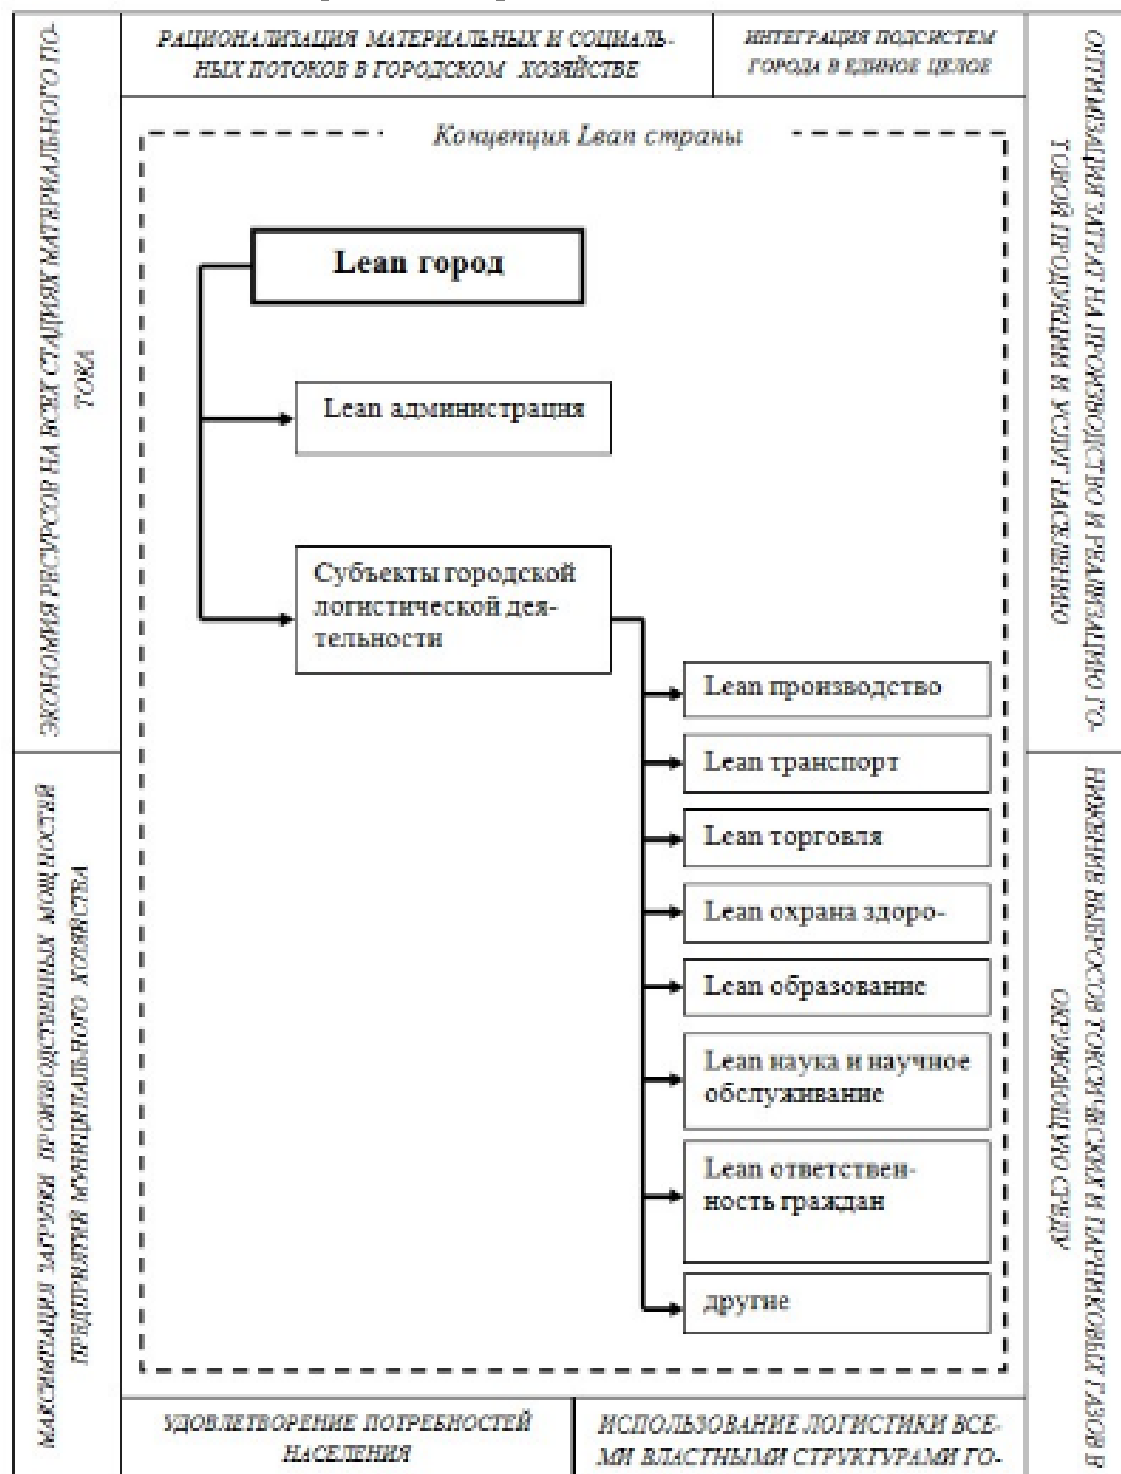 РАЦИОНАЛИЗАЦИЯ МАТЕРИАЛЬНЫХ И СОЦИАЛЬ-
НЫХ ПОТОКОВ В ГОРОДСКОМ ХОЗЯЙСТВЕ
ИНТЕГРАЦИЯ ПОДСИСТЕМ
ГОРОДА В ЕДИНОЕ ЦЕЛОЕ
ЭКОНОМИЯ РЕСУРСОВ НА ВСЕХ СТАДИЯХ МАТЕРИАЛЬНОГО ПО-
ТОКА
МАКСИМИЗАЦИЯ ЗАГРУЗКИ ПРОИЗВОДСТВЕННЫХ МОЩНОСТЕЙ
ПРЕДПРИЯТИЙ МУНИЦИПАЛЬНОГО ХОЗЯЙСТВА
Концепция Lean страны
Lean город
Lean администрация
Субъекты городской
логистической дея-
тельности
Lean производство
Lean транспорт
Lean торговля
Lean охрана здоро-
Lean образование
Lean наука и научное
обслуживание
Lean ответствен-
ность граждан
другие
ОПТИМИЗАЦИЯ ЗАТРАТ НА ПРОИЗВОДСТВО И РЕАЛИЗАЦИЮ ГО-
ТОВОЙ ПРОДУКЦИИ И УСЛУГ НАСЕЛЕНИЮ
НИЖЕНИЕ ВЫБРОСОВ ТОКСИЧЕСКИХ И ПАРНИКОВЫХ ГАЗОВ В
ОКРУЖАЮЩУЮ СРЕДУ
УДОВЛЕТВОРЕНИЕ ПОТРЕБНОСТЕЙ
НАСЕЛЕНИЯ
ИСПОЛЬЗОВАНИЕ ЛОГИСТИКИ ВСЕ-
МИ ВЛАСТНЫМИ СТРУКТУРАМИ ГО-